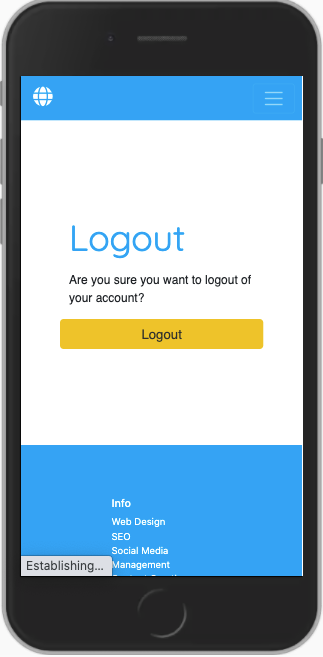 Logout
Are you sure you want to logout of
your account?
Logout
Info
Web Design
SEO
Social Media
Management
Establishing...